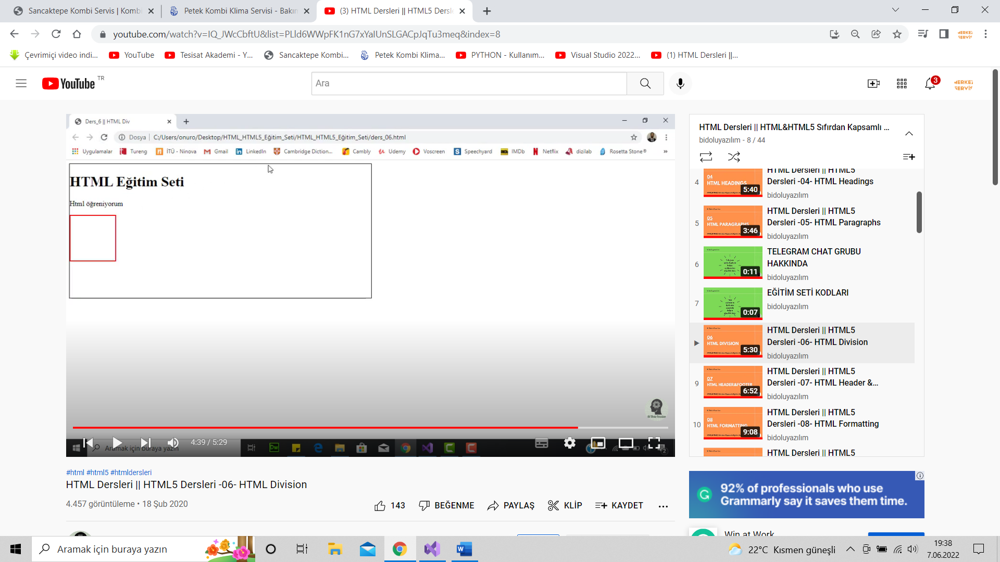 Sancaktepe Kombi Servis | Kombi
Petek Kombi Klima Servisi - Bakın
(3) HTML Dersleri || HTML5 Dersle
youtube.com/watch?v=IQ_JWcCbftU&list=PLld6WWpFK1nG7xYaIUnSLGACpJqTu3meq&index=8
MERKEZ
SERVİS
Çevrimiçi video indi...
YouTube
Tesisat Akademi - Y...
Sancaktepe Kombi...
Petek Kombi Klima...
PYTHON - Kullanım...
Visual Studio 2022...
(1) HTML Dersleri ||...
YouTube TR
Ara
3
MERKEZ
SERVİS
Ders_6 || HTML Div
Dosya | C:/Users/onuro/Desktop/HTML_HTML5_Eğitim_Seti/HTML_HTML5_Eğitim_Seti/ders_06.html
Uygulamalar
Tureng
İTÜ - Ninova
Gmail
LinkedIn
Cambridge Diction...
Cambly
Udemy
Voscreen
Speechyard
IMDb
Netflix
dizilab
Rosetta Stone®
»
HTML Eğitim Seti
Html öğreniyorum
4:39 / 5:29
Aramak için buraya yazın
Dw
#html #html5 #htmldersleri
HTML Dersleri || HTML5 Dersleri -06- HTML Division
4.457 görüntüleme • 18 Şub 2020
143
BEĞENME
PAYLAŞ
KLİP
KAYDET
HTML Dersleri || HTML&HTML5 Sıfırdan Kapsamlı ...
bidoluyazılım - 8 / 44
4
04
HTML HEADINGS
5:40
HTML Dersleri || HTML5
Dersleri -04- HTML Headings
bidoluyazılım
5
05
HTML PARAGRAPHS
3:46
HTML Dersleri || HTML5
Dersleri -05- HTML Paragraphs
bidoluyazılım
6
0:11
TELEGRAM CHAT GRUBU
HAKKINDA
bidoluyazılım
7
0:07
EĞİTİM SETİ KODLARI
bidoluyazılım
06
HTML DIVISION
5:30
HTML Dersleri || HTML5
Dersleri -06- HTML Division
bidoluyazılım
9
07
HTML HEADER&FOOTER
6:52
HTML Dersleri || HTML5
Dersleri -07- HTML Header &...
bidoluyazılım
10
08
HTML FORMATTING
9:08
HTML Dersleri || HTML5
Dersleri -08- HTML Formatting
bidoluyazılım
HTML Dersleri || HTML5
92% of professionals who use
Grammarly say it saves them time.
Win at Work
Aramak için buraya yazın
22°C Kısmen güneşli
19:38
7.06.2022